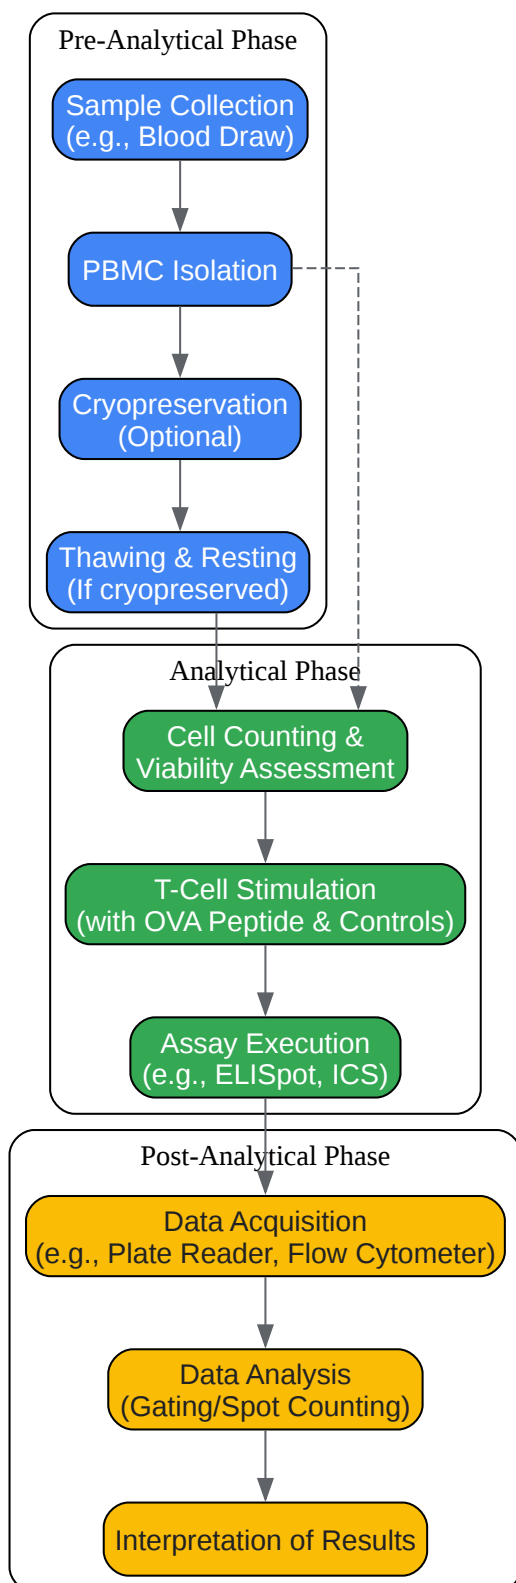 Pre-Analytical Phase
Sample Collection
(e.g., Blood Draw)
PBMC Isolation
Cryopreservation
(Optional)
Thawing & Resting
(If cryopreserved)
Analytical Phase
Cell Counting &
Viability Assessment
T-Cell Stimulation
(with OVA Peptide & Controls)
Assay Execution
(e.g., ELISpot, ICS)
Post-Analytical Phase
Data Acquisition
(e.g., Plate Reader, Flow Cytometer)
Data Analysis
(Gating/Spot Counting)
Interpretation of Results